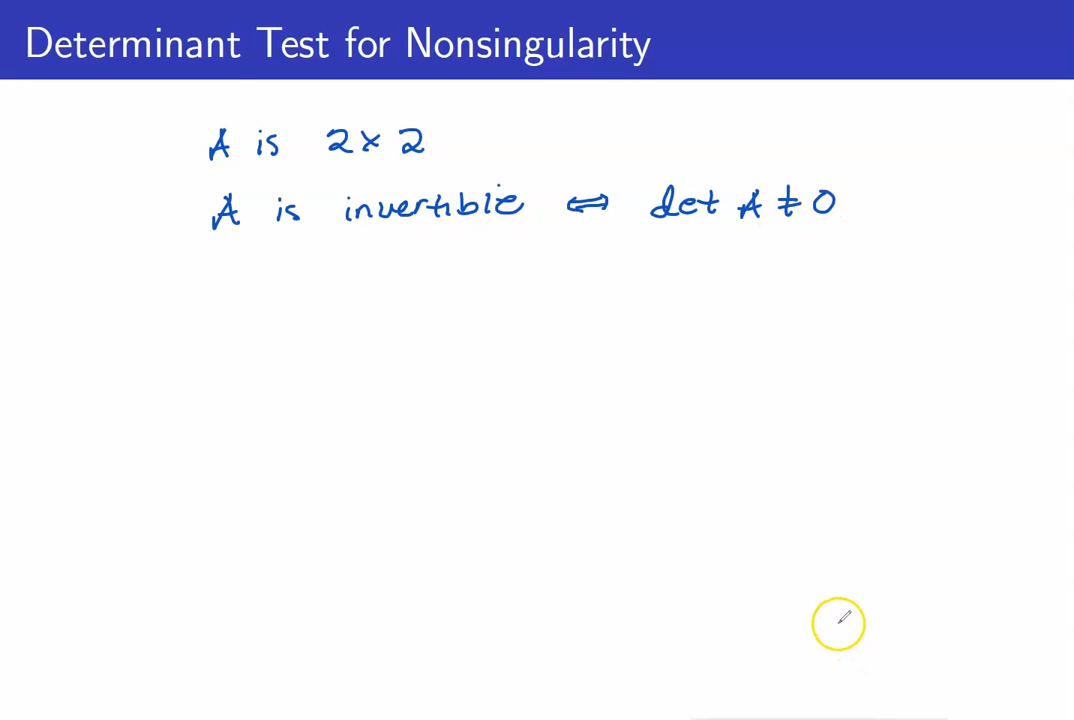 Determinant Test for Nonsingularity
A is 2 × 2
A is invertible ⟺ det A ≠ 0